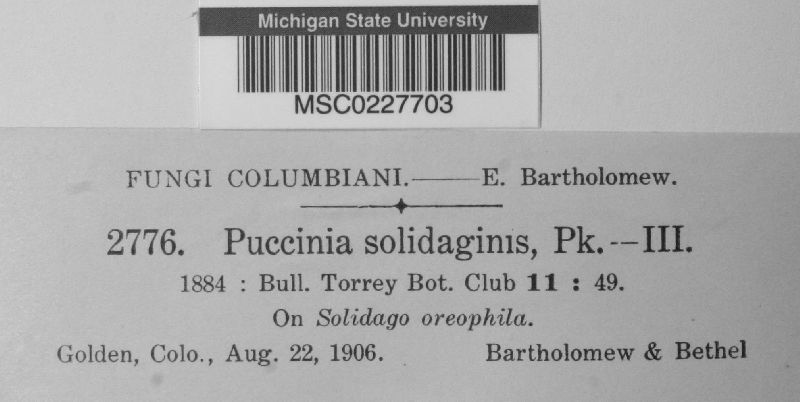 Michigan State University
MSC0227703
FUNGI COLUMBIANI.——E. Bartholomew.
2776. Puccinia solidaginis, Pk.--III.
1884 : Bull. Torrey Bot. Club 11 : 49.
On Solidago oreophila.
Golden, Colo., Aug. 22, 1906. Bartholomew & Bethel